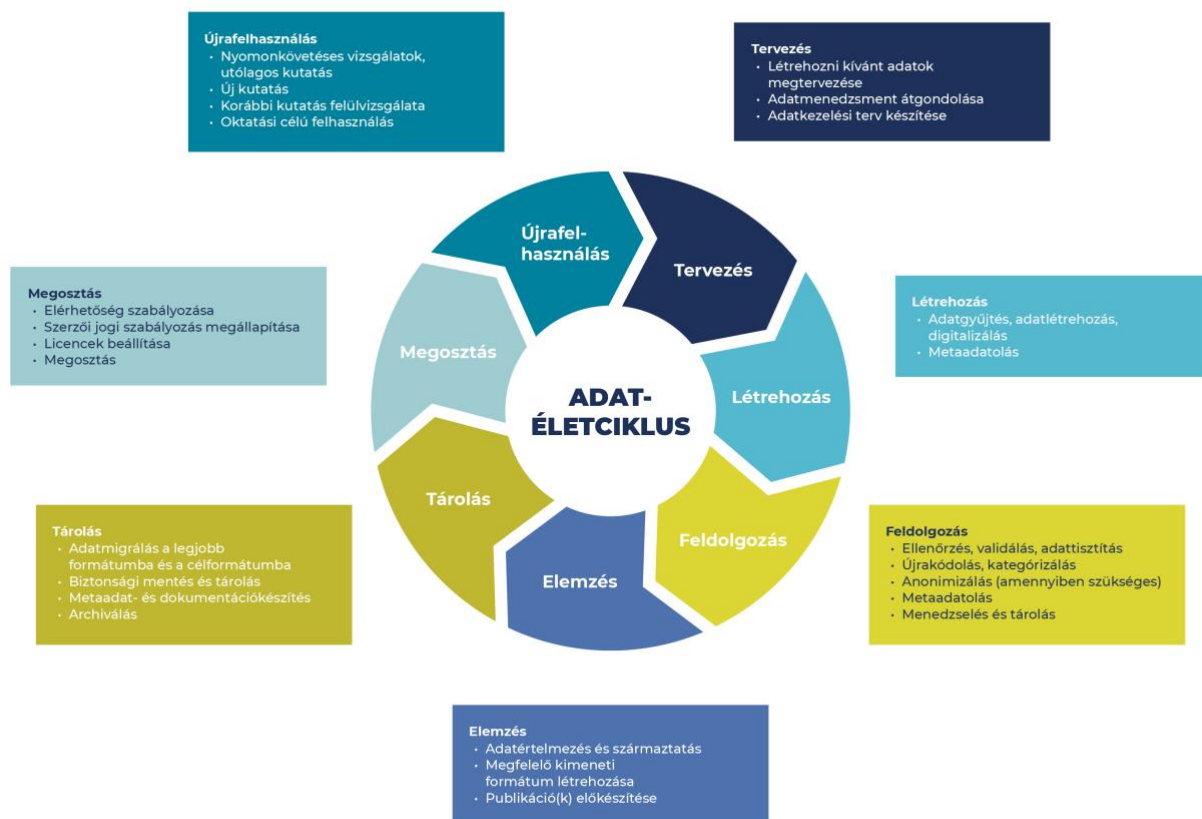 Újrafelhasználás
• Nyomonkövetéses vizsgálatok,
utólagos kutatás
• Új kutatás
• Korábbi kutatás felülvizsgálata
• Oktatási célú felhasználás
Tervezés
• Létrehozni kívánt adatok
megtervezése
• Adatmenedzsment átgondolása
• Adatkezelési terv készítése
Újrafel-
használás
Tervezés
Megosztás
• Elérhetőség szabályozása
• Szerzői jogi szabályozás megállapítása
• Licencek beállítása
• Megosztás
Létrehozás
• Adatgyűjtés, adatlétrehozás,
digitalizálás
• Metaadatolás
Megosztás
Létrehozás
ADAT-
ÉLETCIKLUS
Tárolás
Feldolgozás
Elemzés
Tárolás
• Adatmigrálás a legjobb
formátumba és a célformátumba
• Biztonsági mentés és tárolás
• Metaadat- és dokumentációkészítés
• Archiválás
Feldolgozás
• Ellenőrzés, validálás, adattisztítás
• Újrakódolás, kategórizálás
• Anonimizálás (amennyiben szükséges)
• Metaadatolás
• Menedzselés és tárolás
Elemzés
• Adatértelmezés és származtatás
• Megfelelő kimeneti
formátum létrehozása
• Publikáció(k) előkészítése